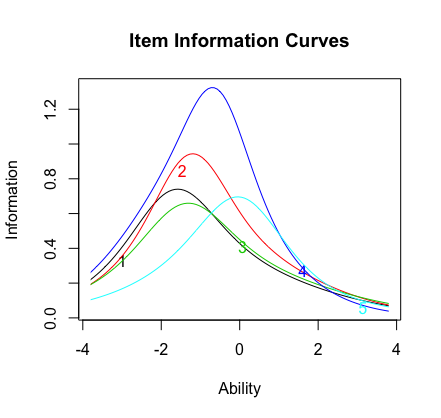 Item Information Curves
Information
0.0 0.4 0.8 1.2
1
2
3
4
5
-4 -2 0 2 4
Ability